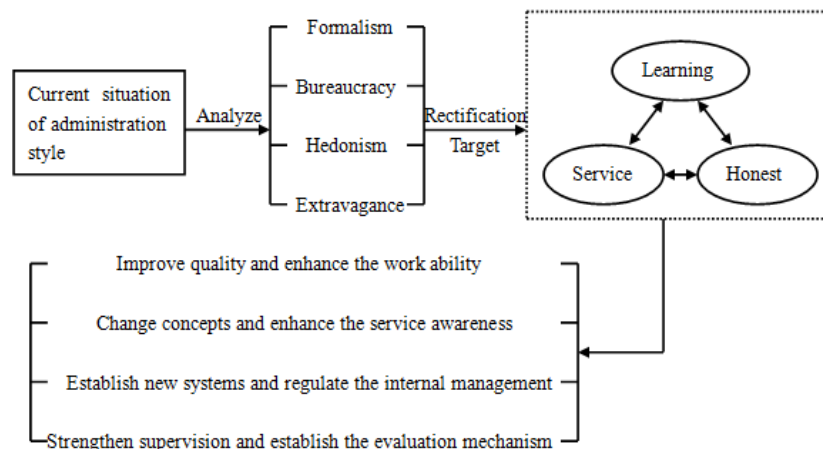 Current situation
of administration
style
Analyze
Formalism
Bureaucracy
Hedonism
Extravagance
Rectification
Target
Learning
Service
Honest
Improve quality and enhance the work ability
Change concepts and enhance the service awareness
Establish new systems and regulate the internal management
Strengthen supervision and establish the evaluation mechanism